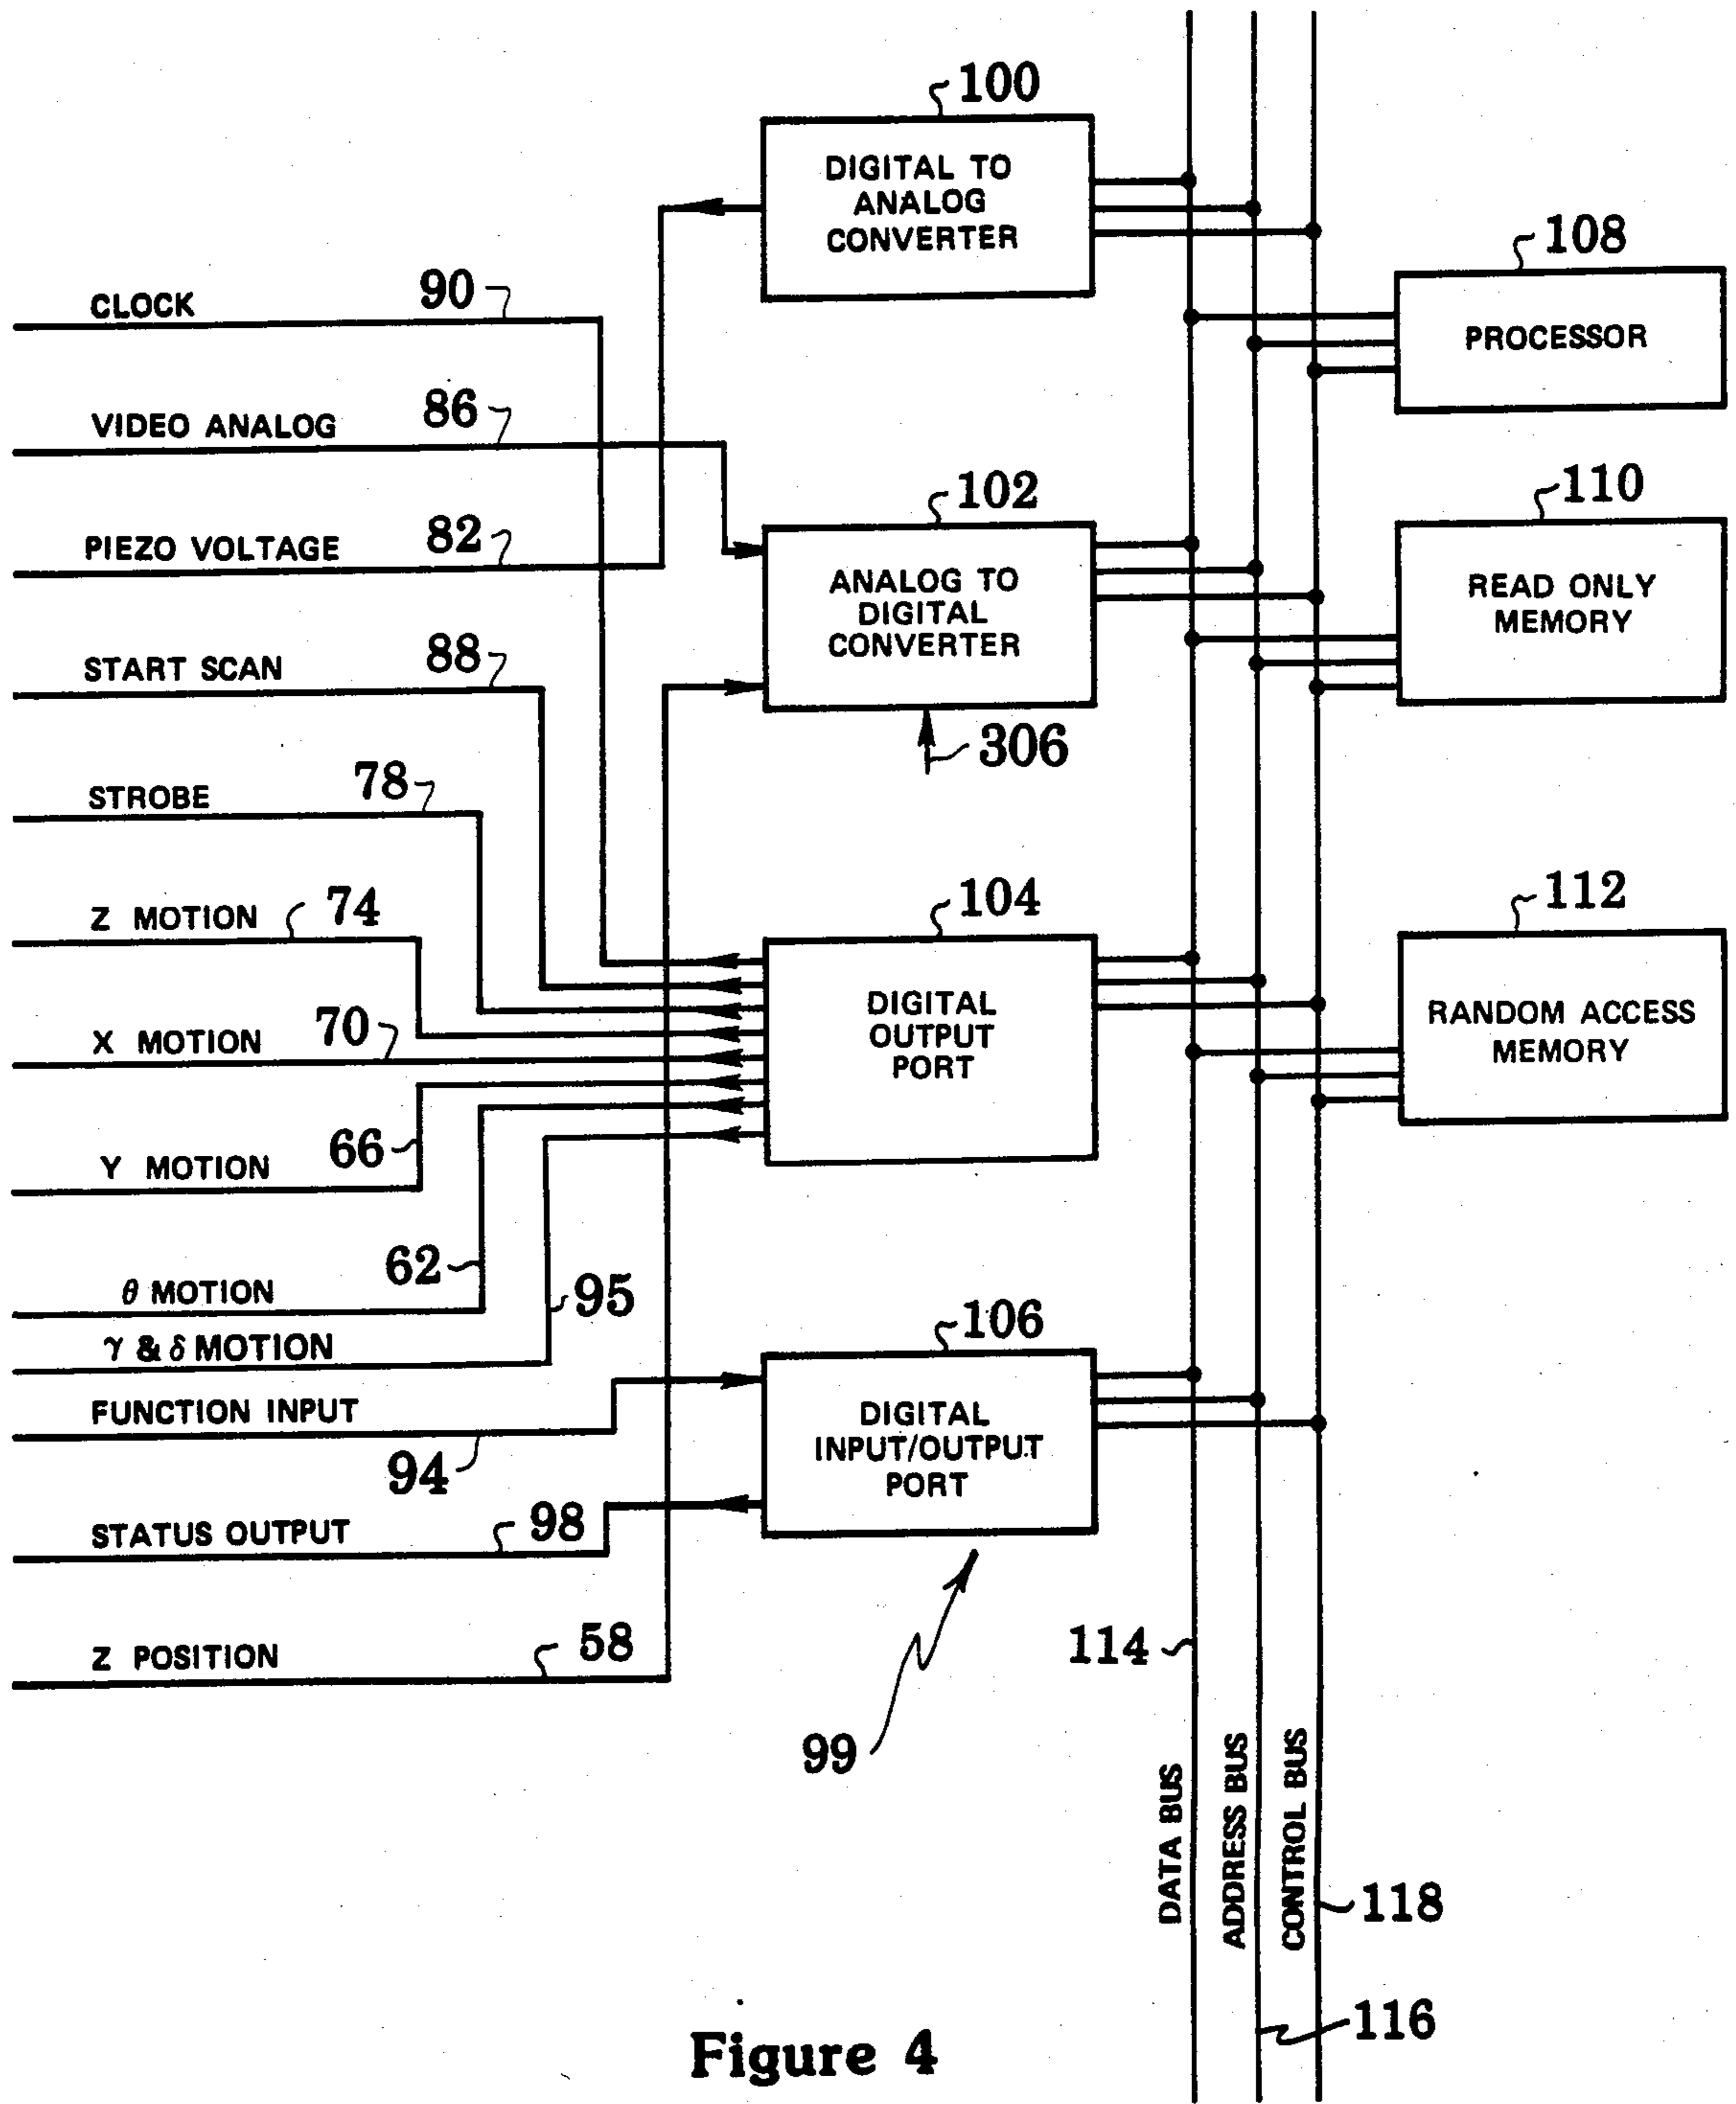 100
DIGITAL TO
ANALOG
CONVERTER
108
PROCESSOR
CLOCK 90
VIDEO ANALOG 86
PIEZO VOLTAGE 82
102
ANALOG TO
DIGITAL
CONVERTER
306
110
READ ONLY
MEMORY
START SCAN 88
STROBE 78
Z MOTION 74
X MOTION 70
104
DIGITAL
OUTPUT
PORT
112
RANDOM ACCESS
MEMORY
66
Y MOTION
62
θ MOTION
95
γ & δ MOTION
106
DIGITAL
INPUT/OUTPUT
PORT
FUNCTION INPUT
94
STATUS OUTPUT 98
Z POSITION 58
99
114
DATA BUS
ADDRESS BUS
CONTROL BUS
118
116
Figure 4